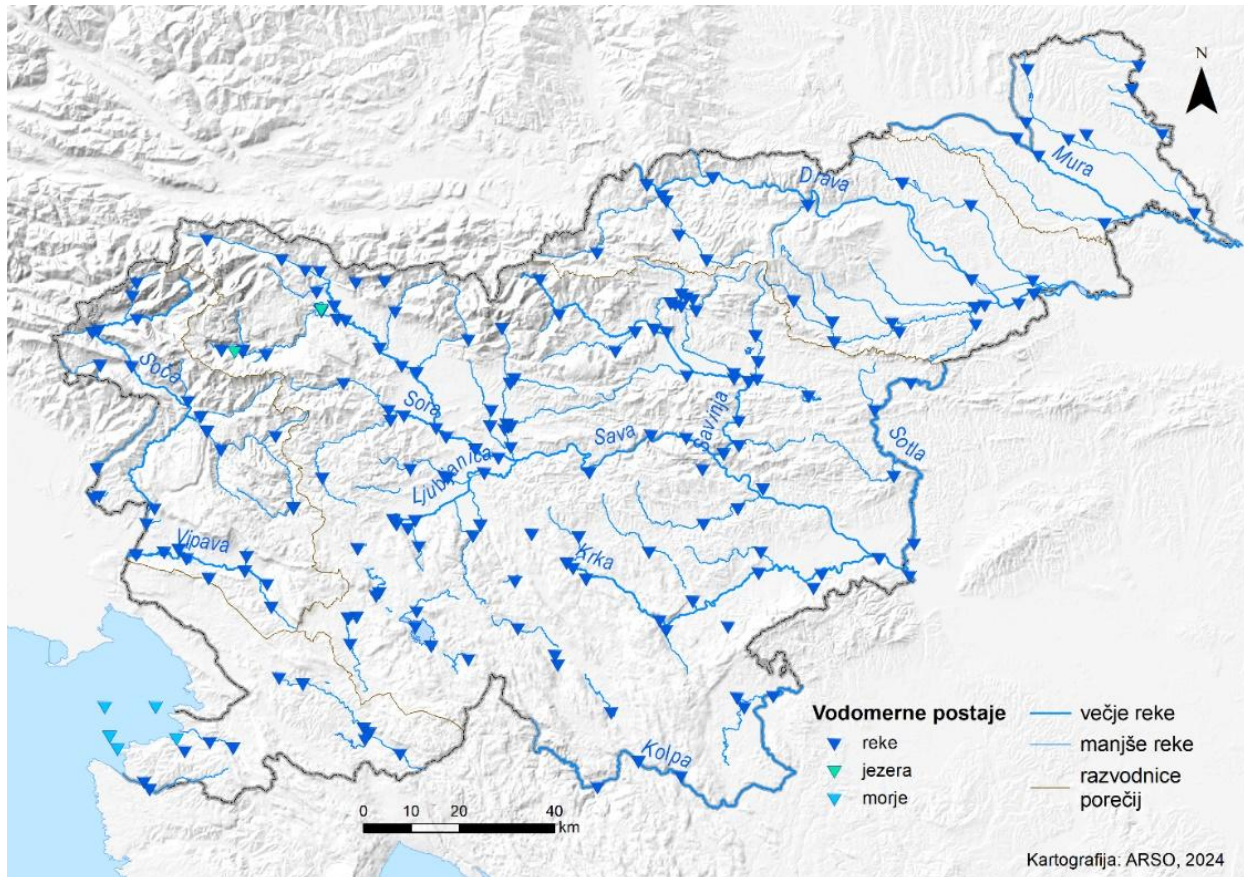 N
Mura
Drava
Soča
Sora
Sava
Savinja
Sotla
Ljubljanica
Vipava
Krka
Kolpa
Vodomerne postaje
reke
jezera
morje
večje reke
manjše reke
razvodnice
porečij
0 10 20 40
km
Kartografija: ARSO, 2024